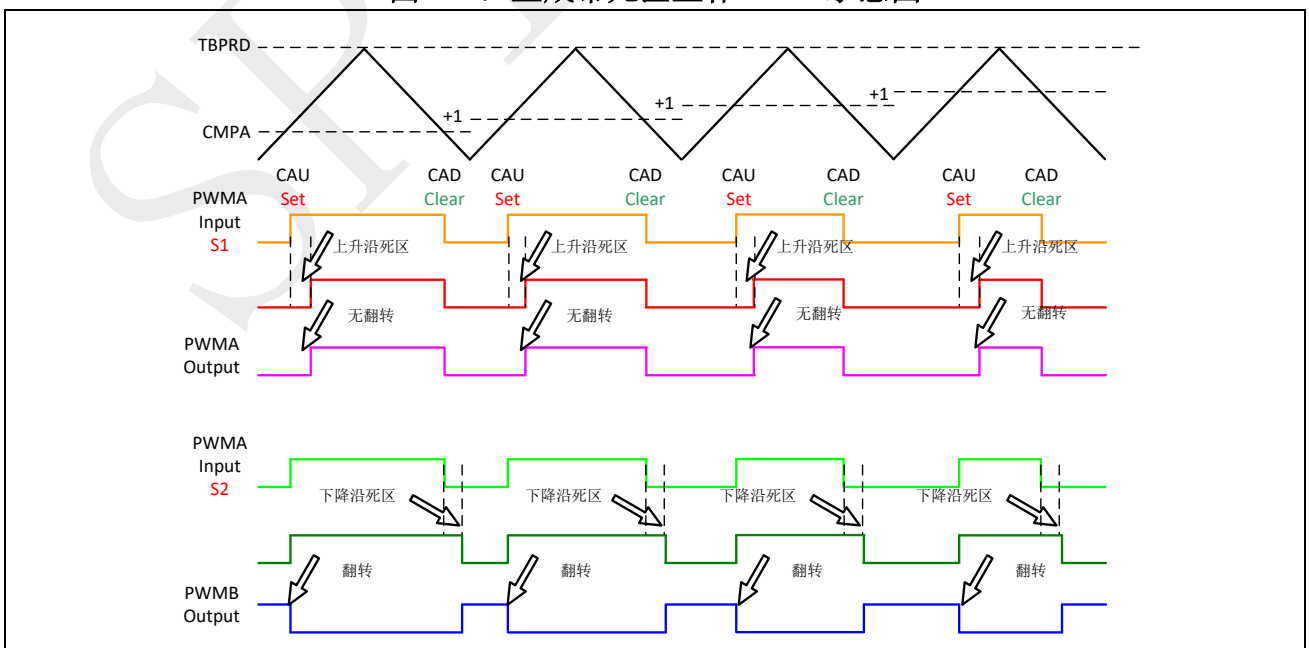 TBPRD
+1
+1
+1
CMPA
CAU CAD CAU CAD CAU CAD CAU CAD
PWMA Set Clear Set Clear Set Clear Set Clear
Input
S1
上升沿死区 上升沿死区 上升沿死区 上升沿死区
无翻转 无翻转 无翻转 无翻转
PWMA
Output
PWMA
Input
S2
下降沿死区 下降沿死区 下降沿死区 下降沿死区
翻转 翻转 翻转 翻转
PWMB
Output